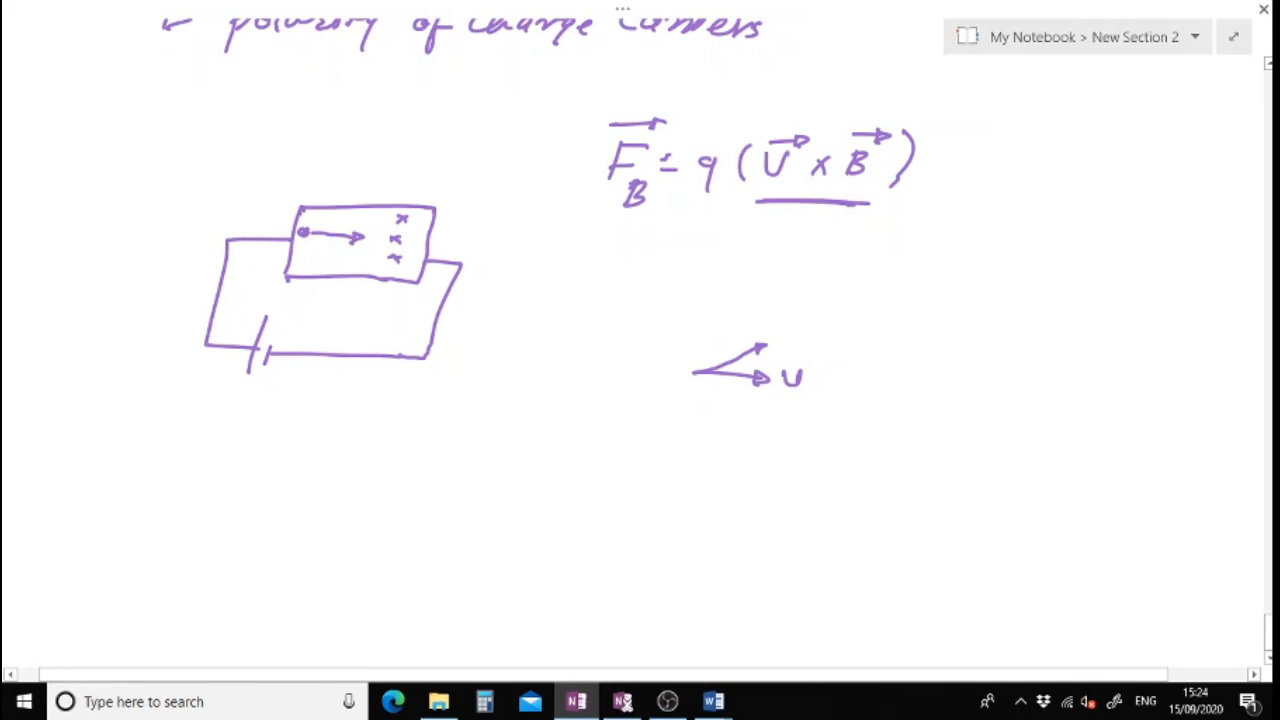 polarity of charge carriers
My Notebook > New Section 2
F_B = q ( V x B )
x
x
x
v
Type here to search
ENG
15:24
15/09/2020
1